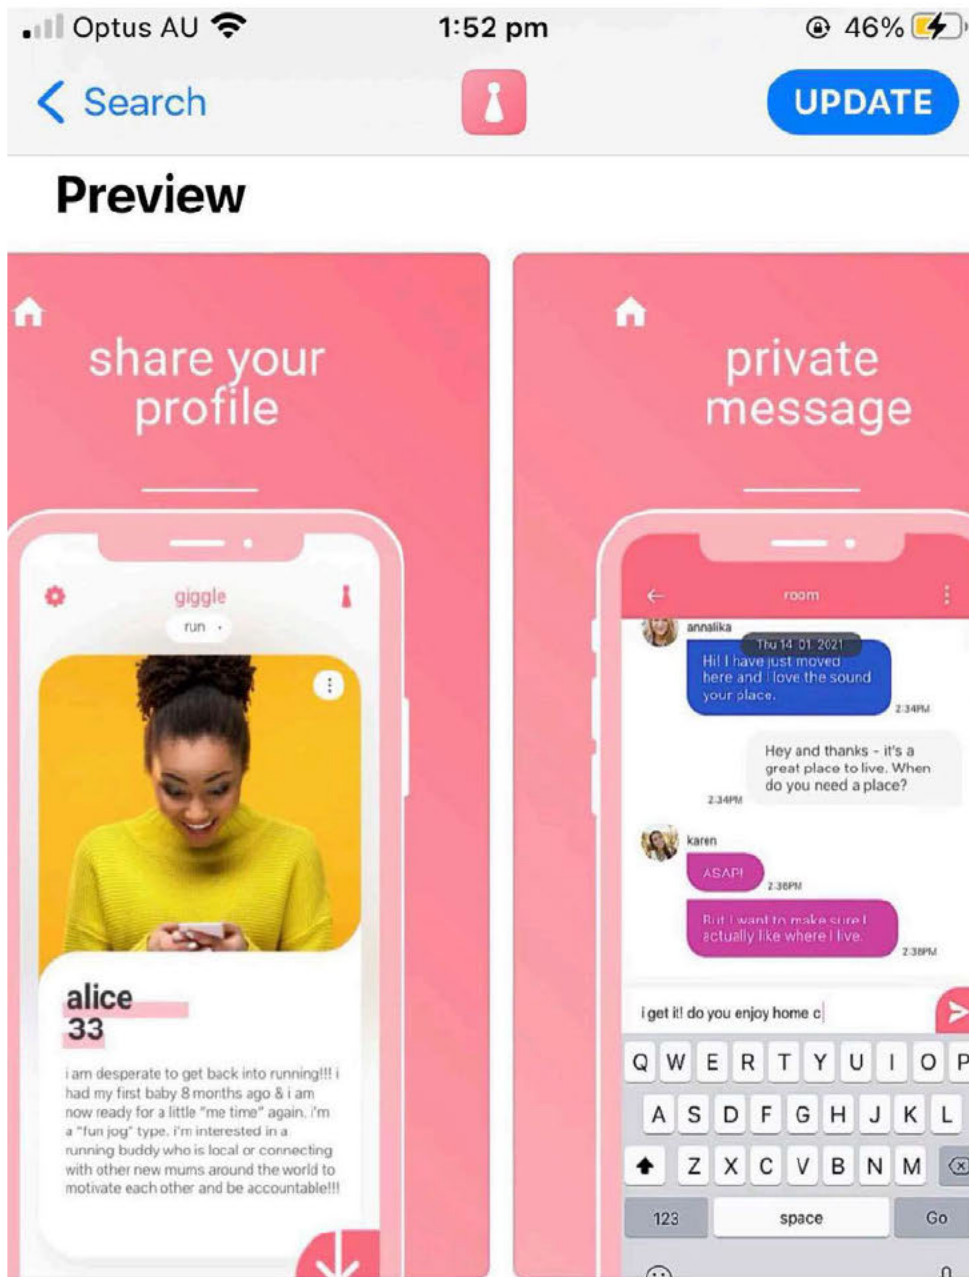 Optus AU
1:52 pm
46%
Search
UPDATE
Preview
share your
profile
giggle
run
alice
33
i am desperate to get back into running!!! i
had my first baby 8 months ago & i am
now ready for a little "me time" again. i'm
a "fun jog" type. i'm interested in a
running buddy who is local or connecting
with other new mums around the world to
motivate each other and be accountable!!!
private
message
room
annalika
Thu 14 01 2021
Hi! I have just moved
here and I love the sound
your place.
2:34PM
Hey and thanks - it's a
great place to live. When
do you need a place?
2:34PM
karen
ASAP!
2:38PM
But I want to make sure I
actually like where I live.
2:38PM
i get it! do you enjoy home c
Q W E R T Y U I O P
A S D F G H J K L
Z X C V B N M
123 space Go